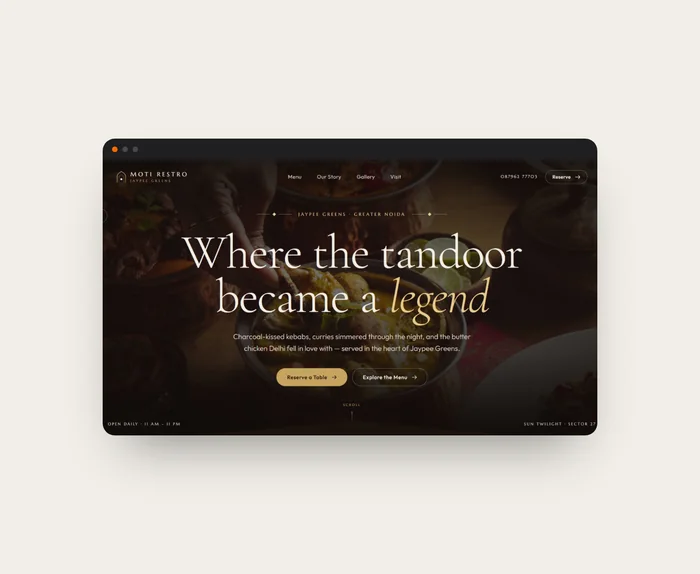 MOTI RESTRO
JAYPEE GREENS
Menu Our Story Gallery Visit
087963 77703
Reserve →
JAYPEE GREENS GREATER NOIDA
Where the tandoor
became a legend
Charcoal-kissed kebabs, curries simmered through the night, and the butter
chicken Delhi fell in love with — served in the heart of Jaypee Greens.
Reserve a Table →
Explore the Menu →
SCROLL
OPEN DAILY · 11 AM – 11 PM
SUN TWILIGHT · SECTOR 27